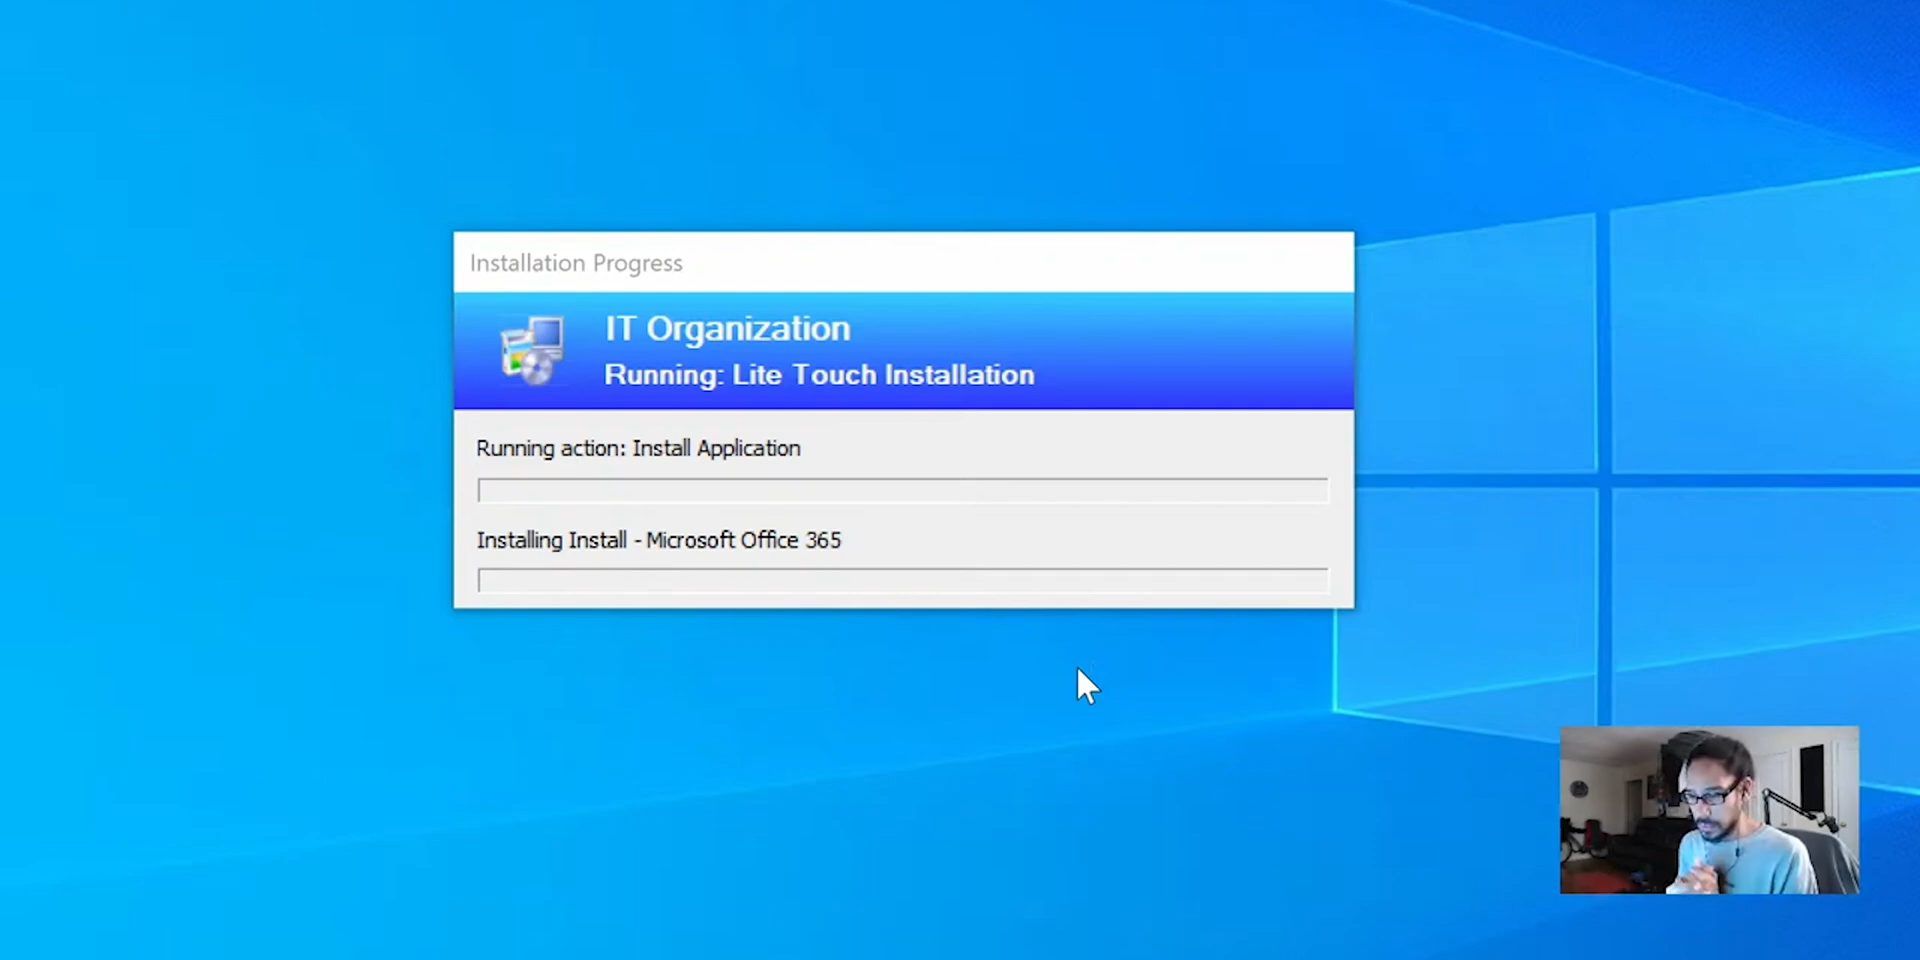 Installation Progress
IT Organization
Running: Lite Touch Installation
Running action: Install Application
Installing Install - Microsoft Office 365